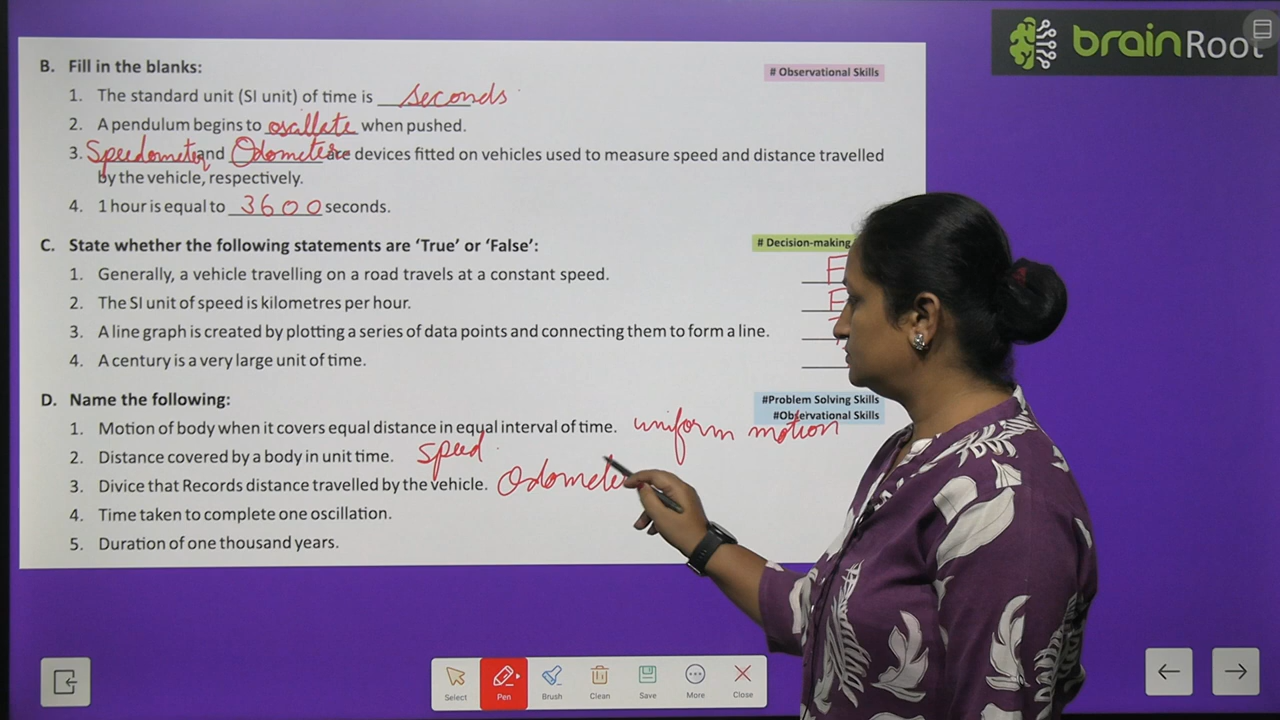 brainRoot
B. Fill in the blanks:
# Observational Skills
1. The standard unit (SI unit) of time is seconds
2. A pendulum begins to oscillate when pushed.
3. Speedometer and Odometer are devices fitted on vehicles used to measure speed and distance travelled
by the vehicle, respectively.
4. 1 hour is equal to 3600 seconds.
C. State whether the following statements are ‘True’ or ‘False’:
# Decision-making
1. Generally, a vehicle travelling on a road travels at a constant speed. F
2. The SI unit of speed is kilometres per hour. F
3. A line graph is created by plotting a series of data points and connecting them to form a line.
4. A century is a very large unit of time.
D. Name the following:
#Problem Solving Skills
#Observational Skills
1. Motion of body when it covers equal distance in equal interval of time. uniform motion
2. Distance covered by a body in unit time. speed
3. Divice that Records distance travelled by the vehicle. Odomete
4. Time taken to complete one oscillation.
5. Duration of one thousand years.
Select Pen Brush Clean Save More Close